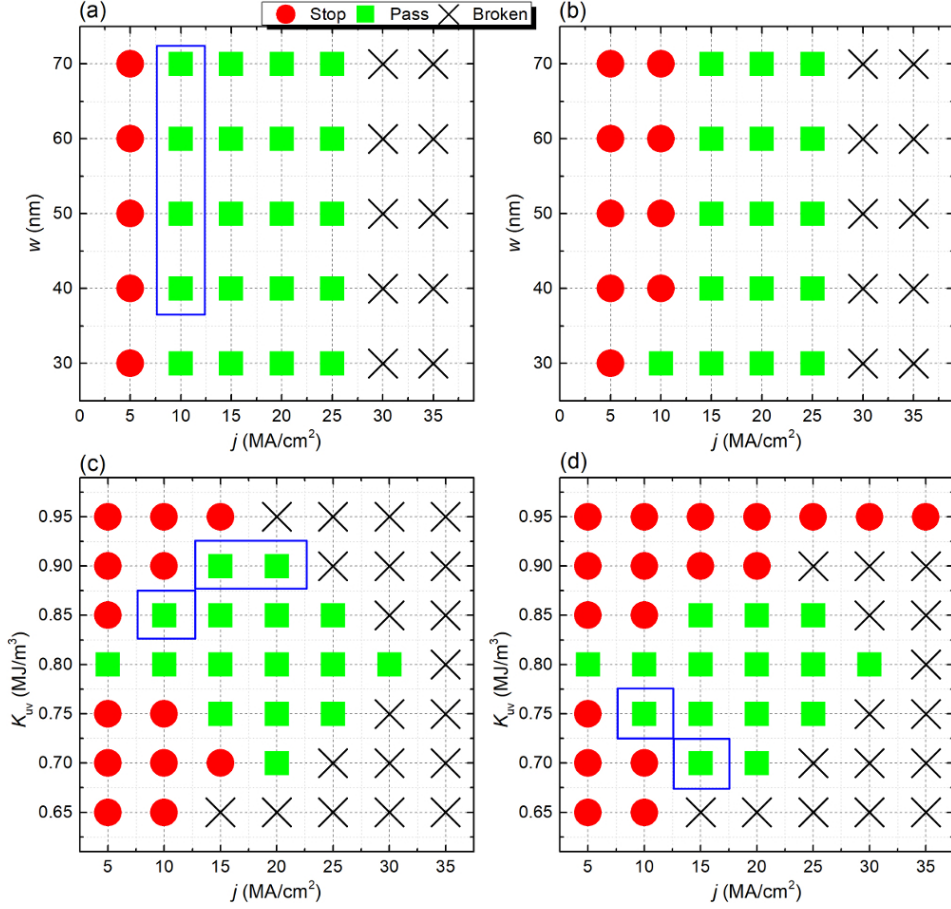 Stop Pass Broken
(a)
70
60
50
40
30
w (nm)
0 5 10 15 20 25 30 35
j (MA/cm²)
(b)
70
60
50
40
30
w (nm)
0 5 10 15 20 25 30 35
j (MA/cm²)
(c)
0.95
0.90
0.85
0.80
0.75
0.70
0.65
K_uv (MJ/m³)
5 10 15 20 25 30 35
j (MA/cm²)
(d)
0.95
0.90
0.85
0.80
0.75
0.70
0.65
K_uv (MJ/m³)
5 10 15 20 25 30 35
j (MA/cm²)